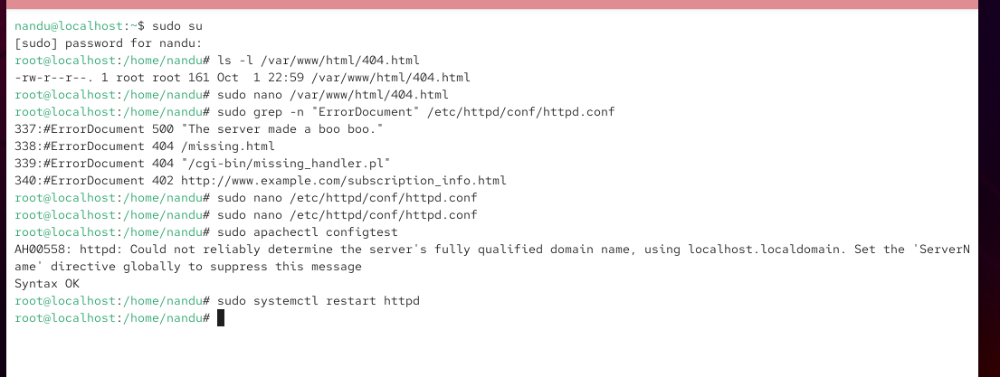 nandu@localhost:~$ sudo su
[sudo] password for nandu:
root@localhost:/home/nandu# ls -l /var/www/html/404.html
-rw-r--r--. 1 root root 161 Oct  1 22:59 /var/www/html/404.html
root@localhost:/home/nandu# sudo nano /var/www/html/404.html
root@localhost:/home/nandu# sudo grep -n "ErrorDocument" /etc/httpd/conf/httpd.conf
337:#ErrorDocument 500 "The server made a boo boo."
338:#ErrorDocument 404 /missing.html
339:#ErrorDocument 404 "/cgi-bin/missing_handler.pl"
340:#ErrorDocument 402 http://www.example.com/subscription_info.html
root@localhost:/home/nandu# sudo nano /etc/httpd/conf/httpd.conf
root@localhost:/home/nandu# sudo nano /etc/httpd/conf/httpd.conf
root@localhost:/home/nandu# sudo apachectl configtest
AH00558: httpd: Could not reliably determine the server's fully qualified domain name, using localhost.localdomain. Set the 'ServerN
ame' directive globally to suppress this message
Syntax OK
root@localhost:/home/nandu# sudo systemctl restart httpd
root@localhost:/home/nandu#